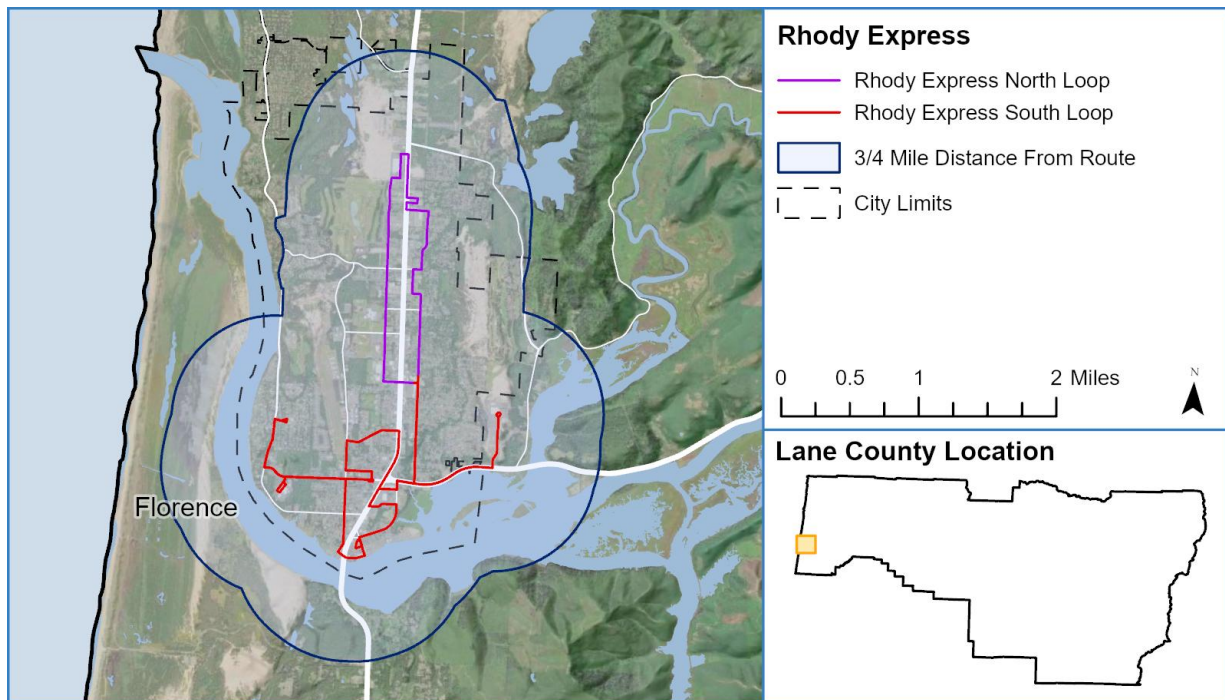 Rhody Express
Rhody Express North Loop
Rhody Express South Loop
3/4 Mile Distance From Route
City Limits
0 0.5 1 2 Miles
N
Lane County Location
Florence